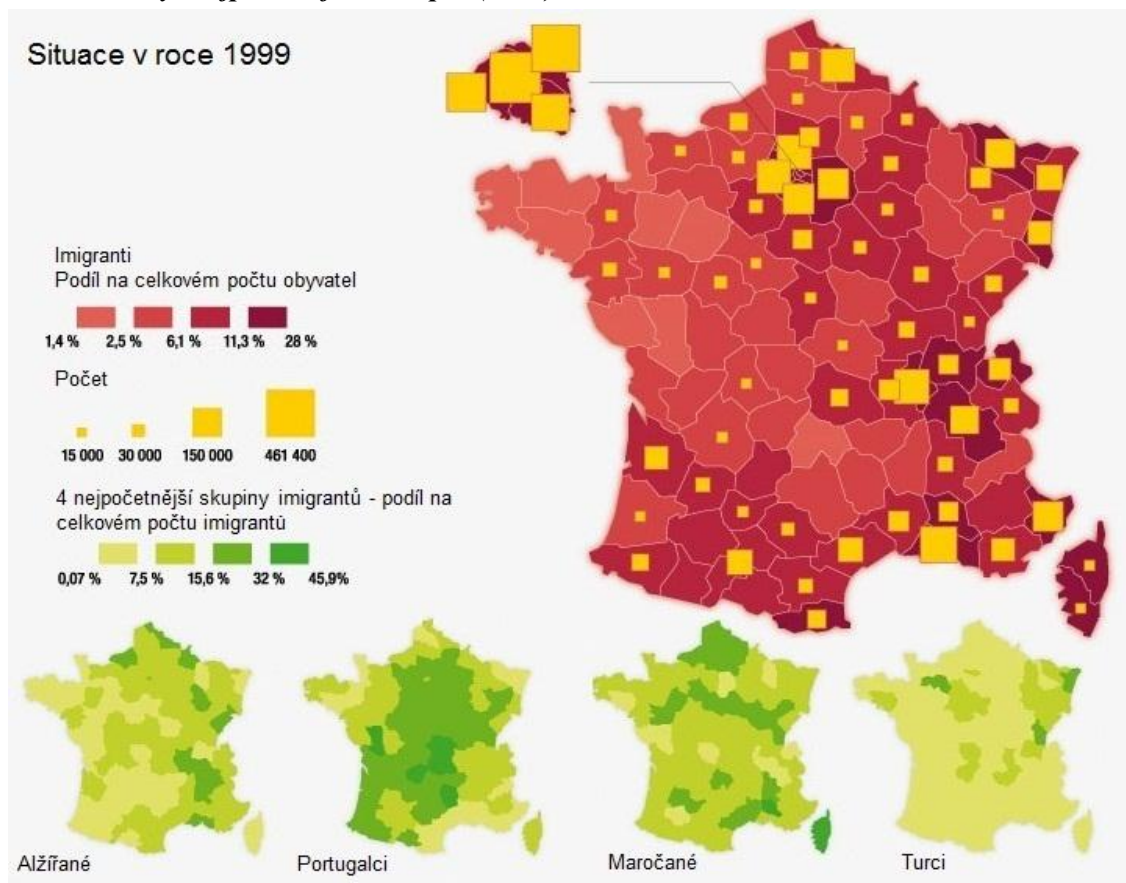 Situace v roce 1999
Imigranti
Podíl na celkovém počtu obyvatel
1,4 % 2,5 % 6,1 % 11,3 % 28 %
Počet
15 000 30 000 150 000 461 400
4 nejpočetnější skupiny imigrantů - podíl na
celkovém počtu imigrantů
0,07 % 7,5 % 15,6 % 32 % 45,9%
Alžířané Portugalci Maročané Turci